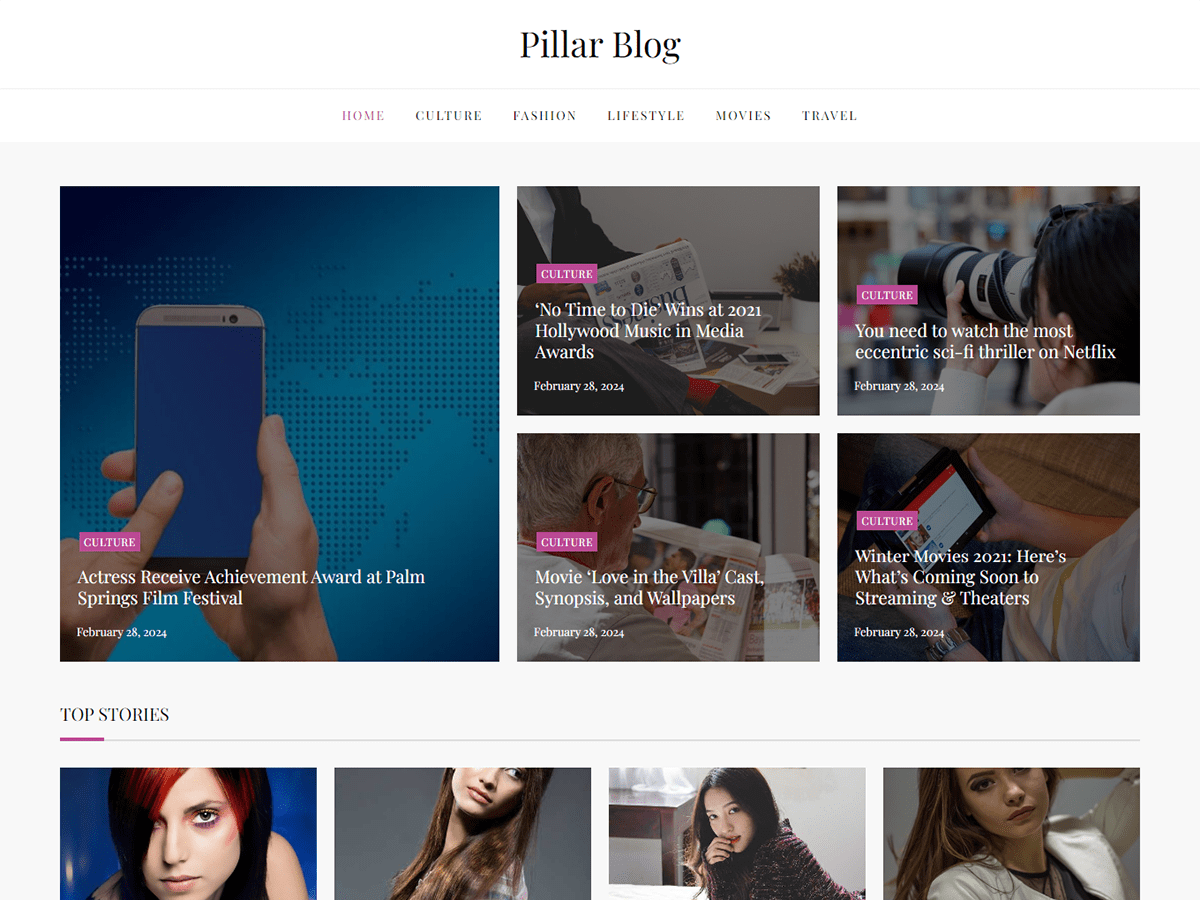 Pillar Blog
HOME CULTURE FASHION LIFESTYLE MOVIES TRAVEL
CULTURE
Actress Receive Achievement Award at Palm
Springs Film Festival
February 28, 2024
CULTURE
‘No Time to Die’ Wins at 2021
Hollywood Music in Media
Awards
February 28, 2024
CULTURE
You need to watch the most
eccentric sci-fi thriller on Netflix
February 28, 2024
CULTURE
Movie ‘Love in the Villa’ Cast,
Synopsis, and Wallpapers
February 28, 2024
CULTURE
Winter Movies 2021: Here’s
What’s Coming Soon to
Streaming & Theaters
February 28, 2024
TOP STORIES